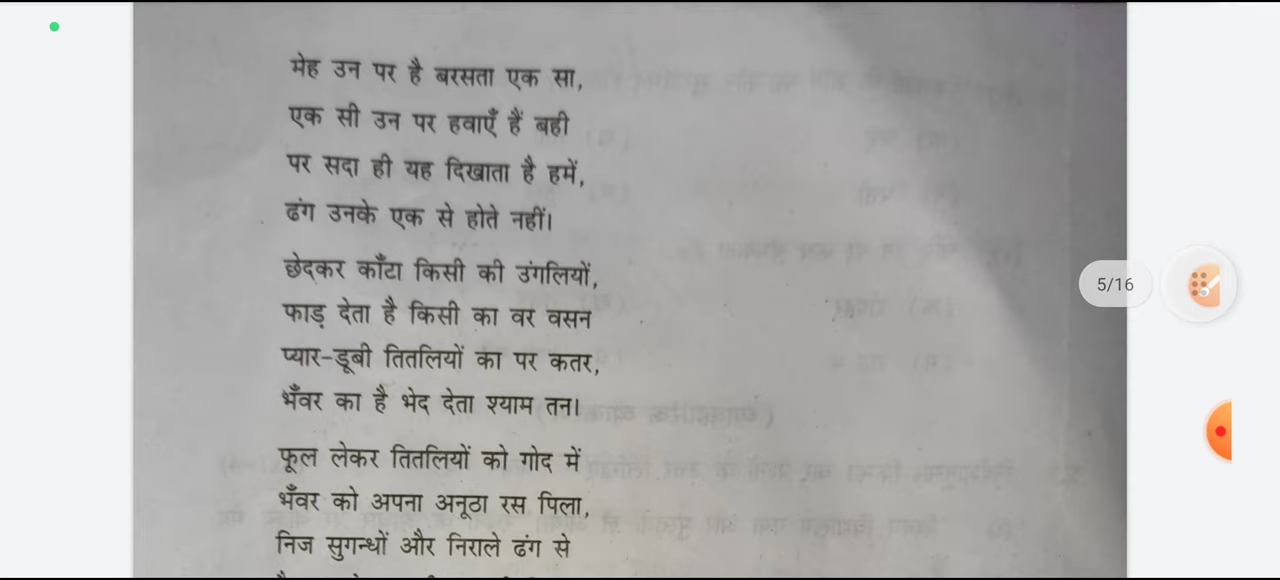 मेह उन पर है बरसता एक सा,
एक सी उन पर हवाएँ हैं बही
पर सदा ही यह दिखाता है हमें,
ढंग उनके एक से होते नहीं।
छेदकर काँटा किसी की उंगलियों,
फाड़ देता है किसी का वर वसन
प्यार-डूबी तितलियों का पर कतर,
भँवर का है भेद देता श्याम तन।
फूल लेकर तितलियों को गोद में
भँवर को अपना अनूठा रस पिला,
निज सुगन्धों और निराले ढंग से
5/16